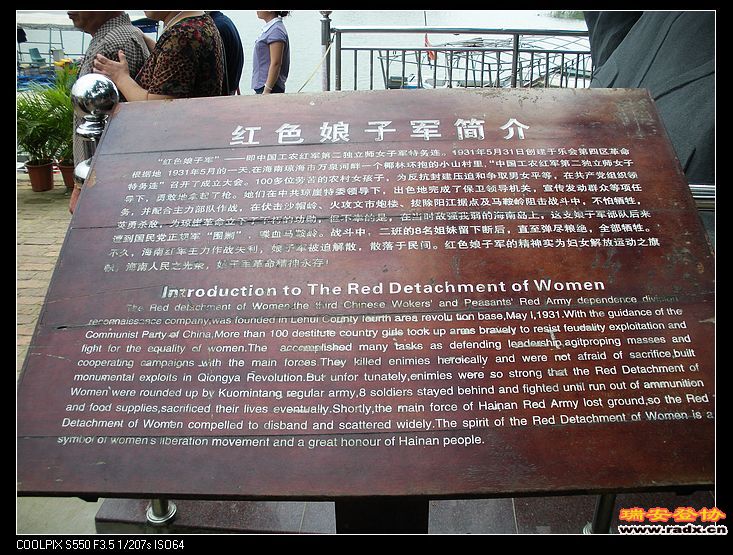 红色娘子军简介
"红色娘子军"——即中国工农红军第二独立师女子军特务连。1931年5月31日创建于乐会第四区革命
根据地。1931年5月的一天,在海南琼海市万泉河畔一个椰林环抱的小山村里,"中国工农红军第二独立师女子
特务连"召开了成立大会。100多位劳苦的农村女孩子,为反抗封建压迫和争取男女平等,在共产党组织领
导下,勇敢地拿起了枪。她们在中共琼崖特委领导下,出色地完成了保卫领导机关,宣传发动群众等项任
务,并配合主力部队作战,在伏击沙帽岭、火攻文市炮楼、拔除阳江据点及马鞍岭阻击战斗中,不怕牺牲,
英勇杀敌,为琼崖革命立下了不朽的功勋。但不幸的是,在当时敌强我弱的海南岛上,这支娘子军部队后来
遭到国民党正规军"围剿",喋血马鞍岭。战斗中,二班的8名姐妹留下断后,直至弹尽粮绝,全部牺牲。
不久,海南红军主力作战失利,娘子军被迫解散,散落于民间。红色娘子军的精神实为妇女解放运动之旗
帜,海南人民之光荣,娘子军革命精神永存!
Introduction to The Red Detachment of Women
The Red detachment of Women,the third Chinese Wokers' and Peasants' Red Army dependence division
reconnaissance company,was founded in Lehui County fourth area revolu tion base,May I,1931.With the guidance of the
Communist Party of China,More than 100 destitute country girls took up arms bravely to resist feudality exploitation and
fight for the equality of women.The accomplished many tasks as defending leadership,agitproping masses and
cooperating campaigns with the main forces.They killed enimies heroically and were not afraid of sacrifice,built
monumental exploits in Qiongya Revolution.But unfor tunately,enimies were so strong that the Red Detachment of
Women were rounded up by Kuomintang regular army,8 soldiers stayed behind and fighted until run out of ammunition
and food supplies,sacrificed their lives eventually.Shortly,the main force of Hainan Red Army lost ground,so the Red
Detachment of Women compelled to disband and scattered widely.The spirit of the Red Detachment of Women is a
symbol of women's liberation movement and a great honour of Hainan people.
瑞安登协
www.radx.cn
COOLPIX S550 F3.5 1/207s ISO64